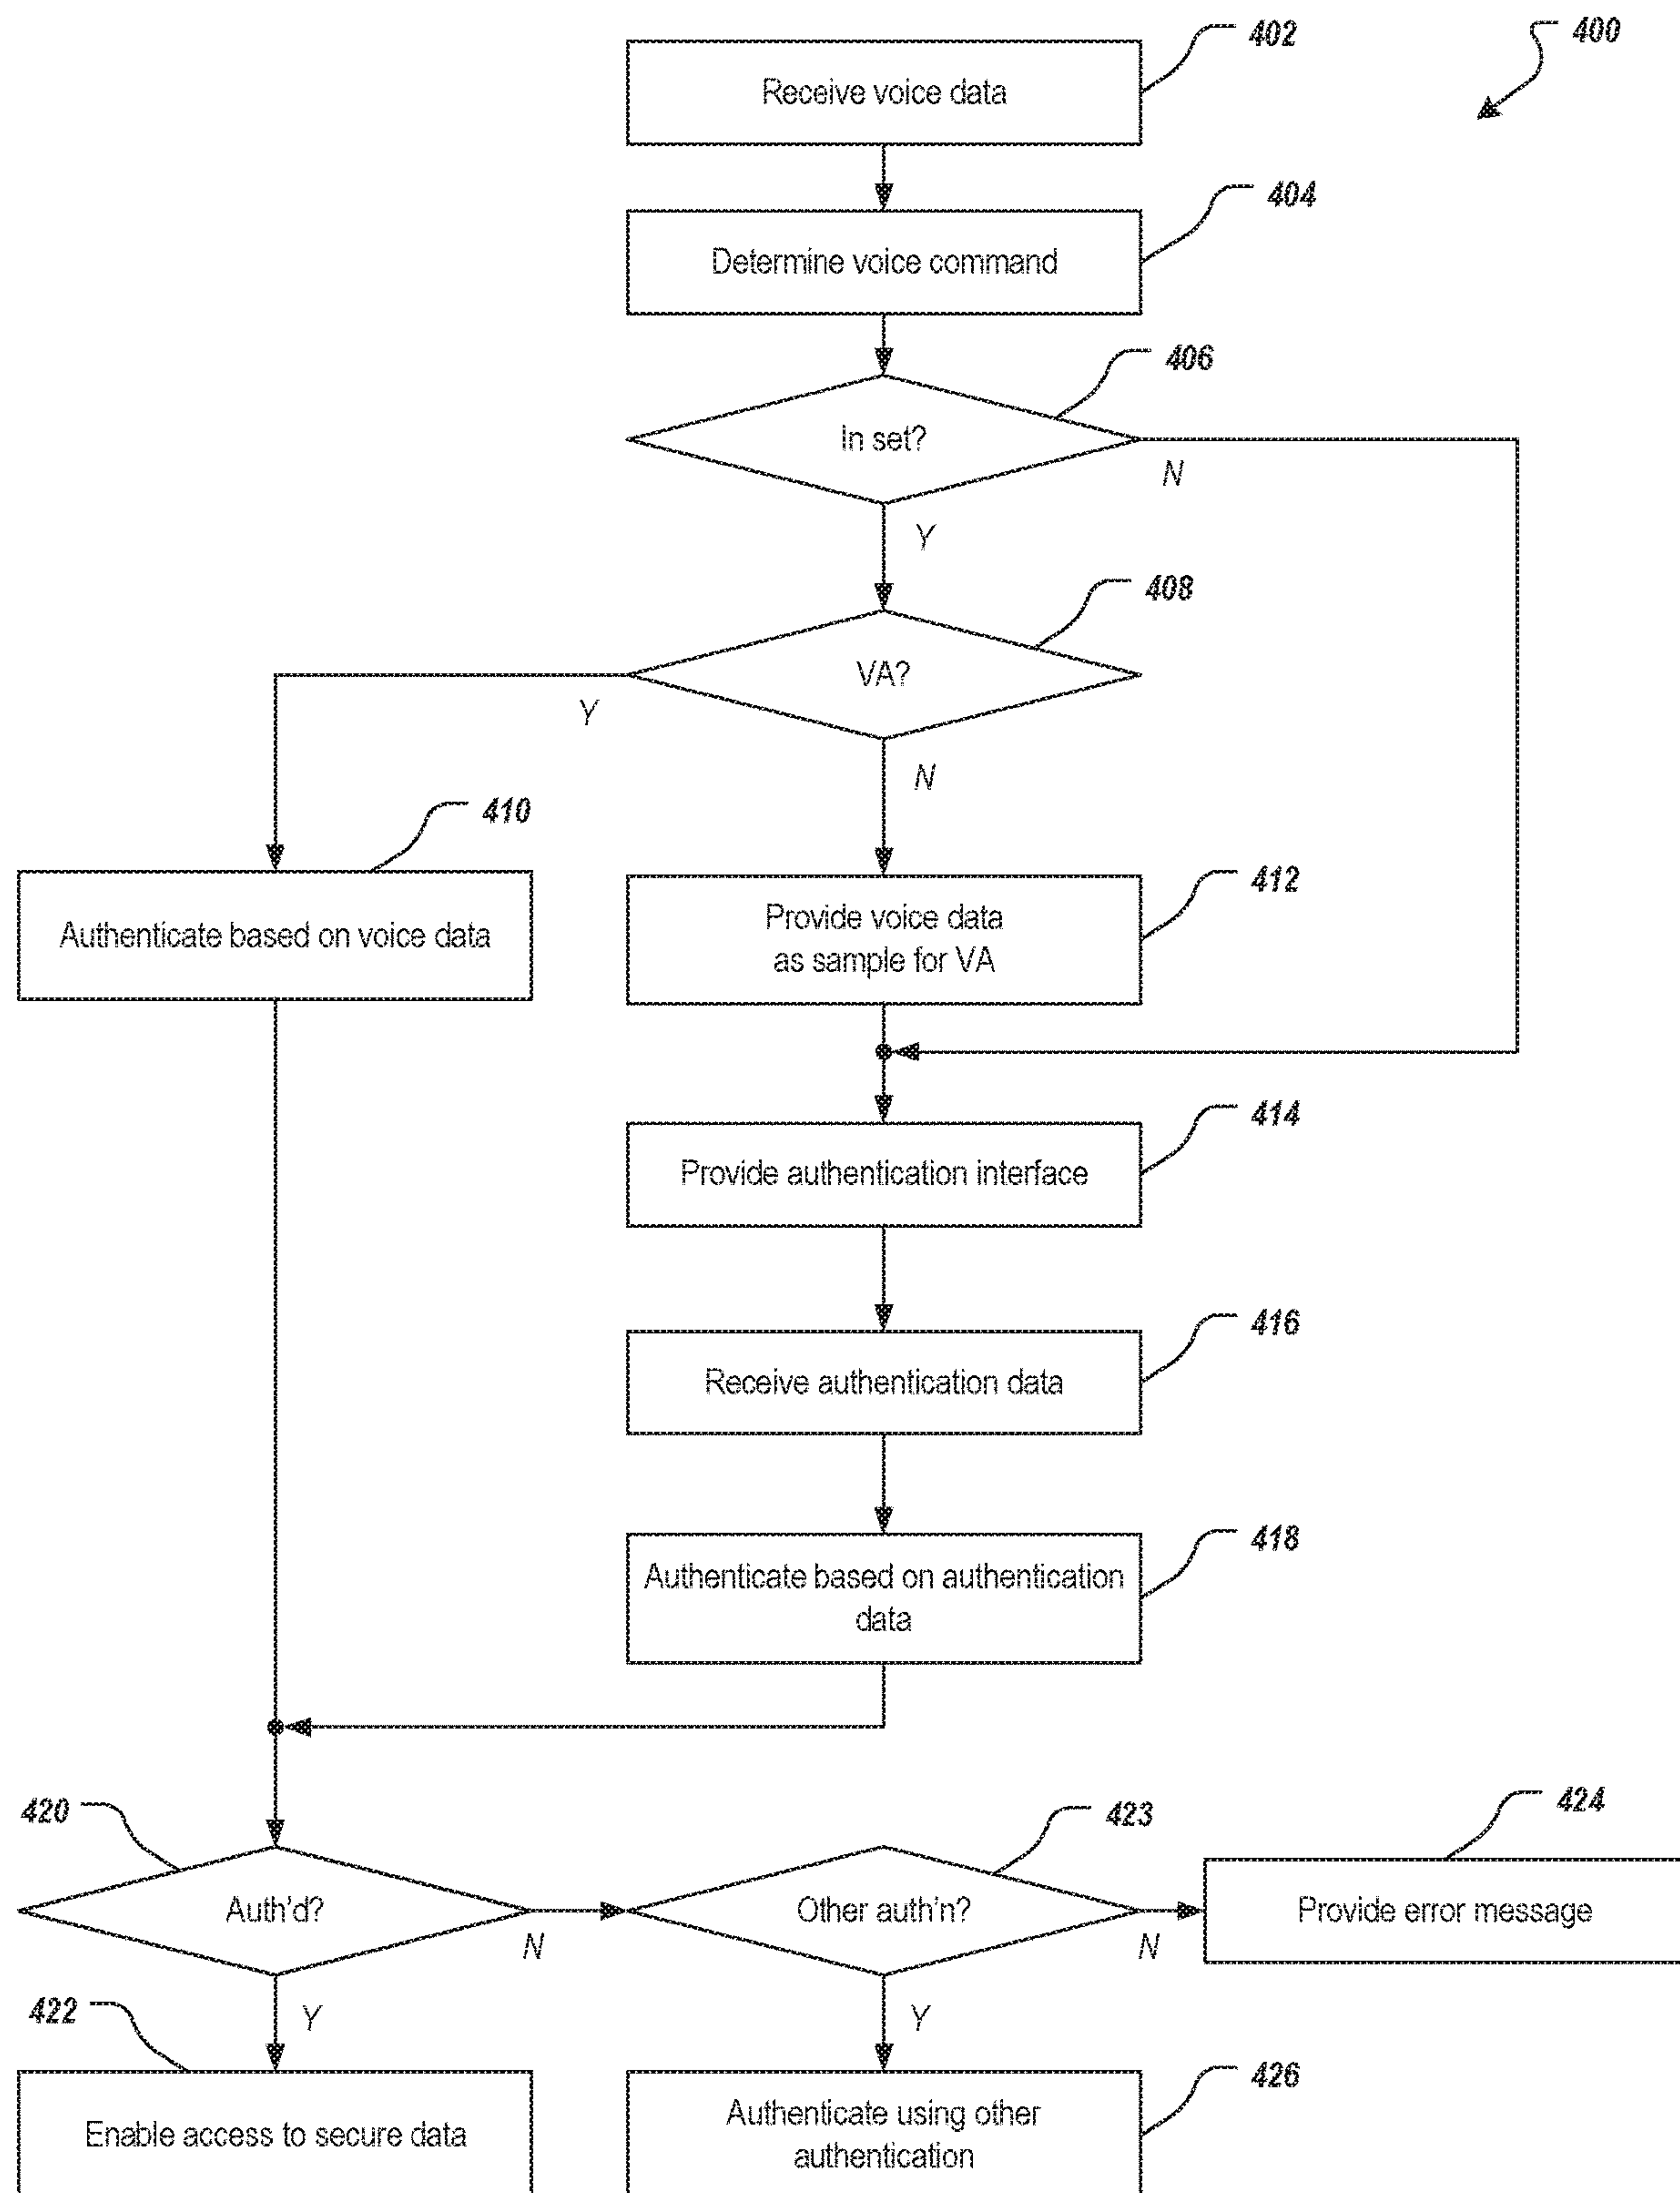 402
400
Receive voice data
404
Determine voice command
406
In set?
N
Y
408
VA?
Y
N
410
412
Authenticate based on voice data
Provide voice data
as sample for VA
414
Provide authentication interface
416
Receive authentication data
418
Authenticate based on authentication
data
420
423
424
Auth'd?
N
Other auth'n?
N
Provide error message
422
Y
Y
426
Enable access to secure data
Authenticate using other
authentication